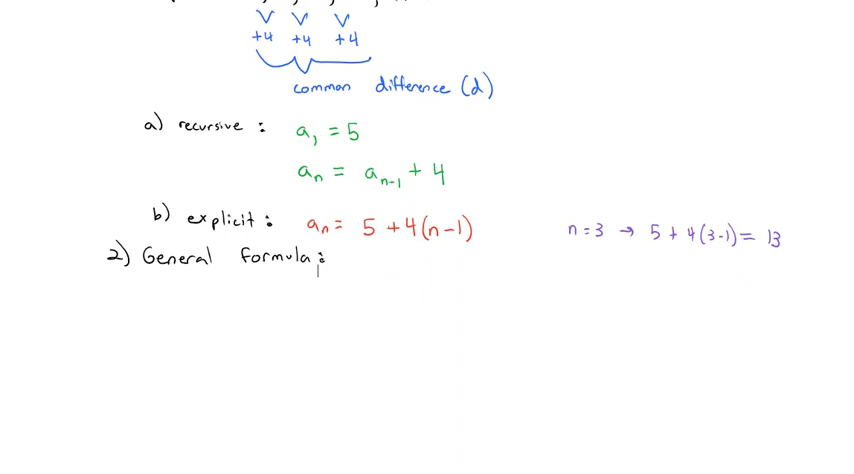 +4 +4 +4
common difference (d)
a) recursive : a₁ = 5
aₙ = aₙ₋₁ + 4
b) explicit : aₙ = 5 + 4(n-1)
n = 3 → 5 + 4(3-1) = 13
2) General formula :